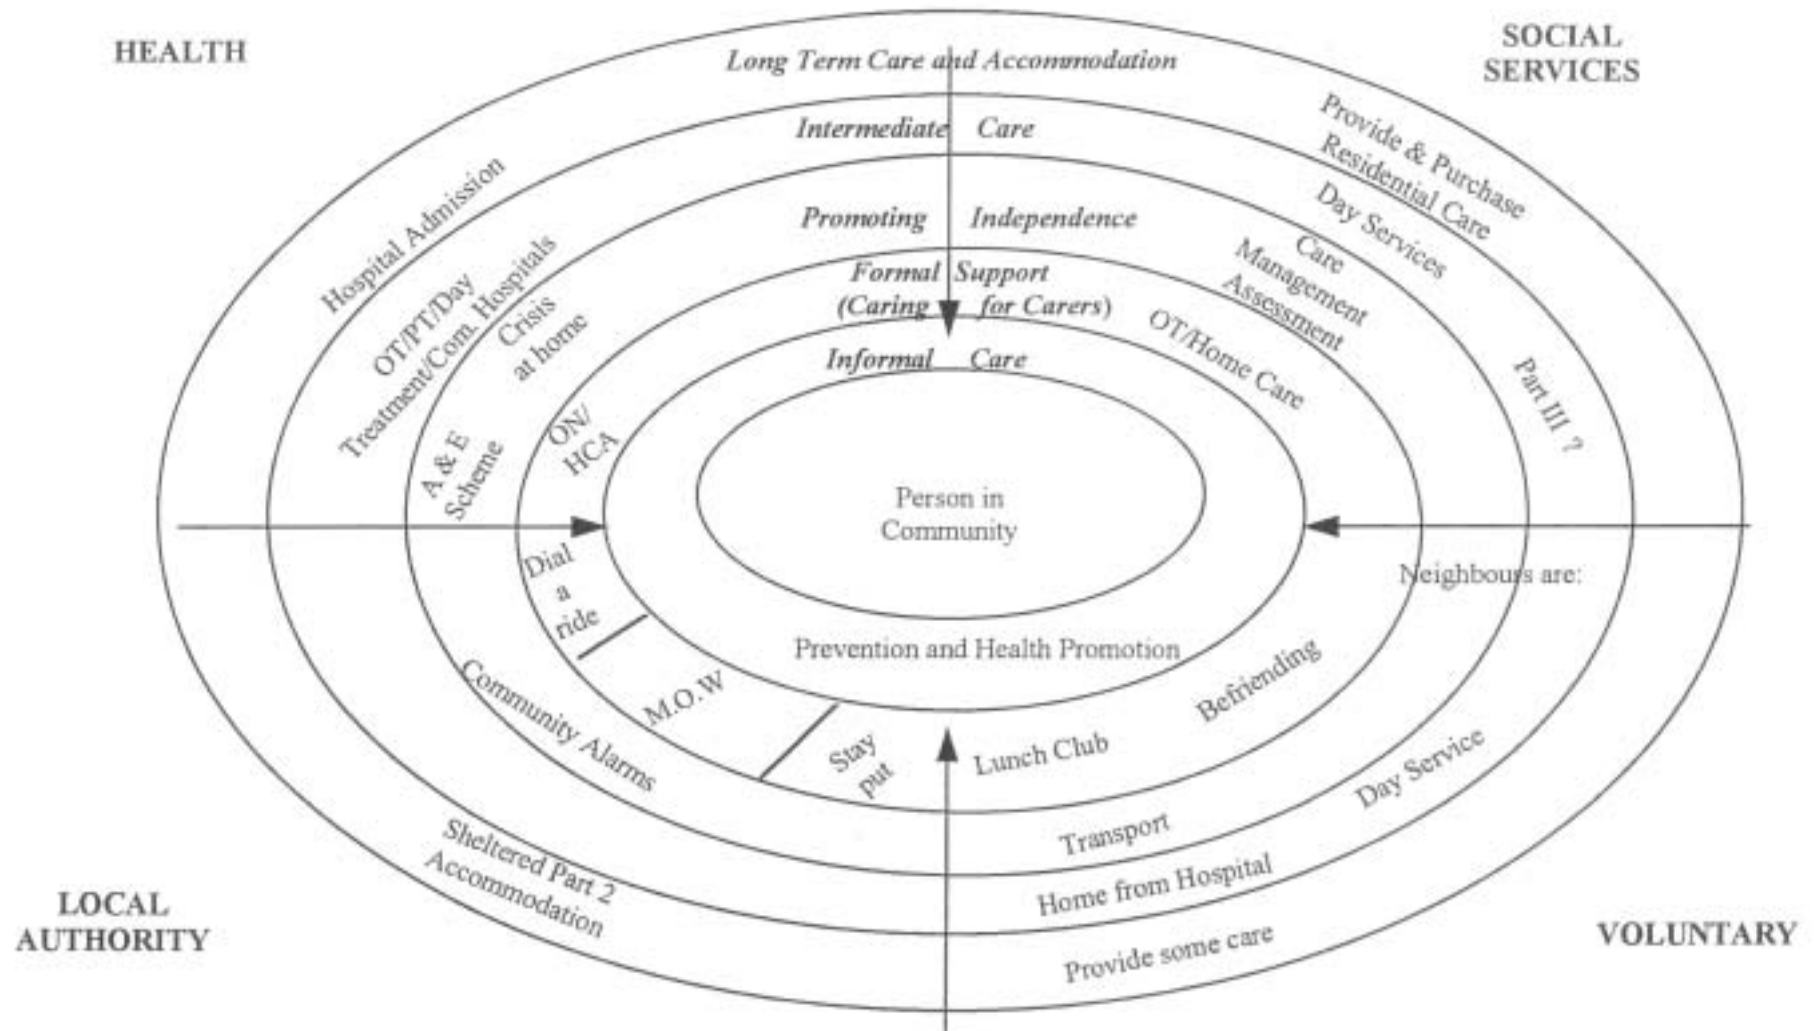 HEALTH
SOCIAL
SERVICES
Long Term Care and Accommodation
Intermediate Care
Promoting Independence
Formal Support
(Caring for Carers)
Informal Care
Hospital Admission
OT/PT/Day
Treatment/Com. Hospitals
Crisis
at home
A & E
Scheme
ON/
HCA
Provide & Purchase
Residential Care
Day Services
Care
Management
Assessment
OT/Home Care
Part III ?
Person in
Community
Neighbours are:
Dial
a
ride
M.O.W
Stay
put
Community Alarms
Sheltered Part 2
Accommodation
Prevention and Health Promotion
Befriending
Lunch Club
Day Service
Transport
Home from Hospital
Provide some care
LOCAL
AUTHORITY
VOLUNTARY